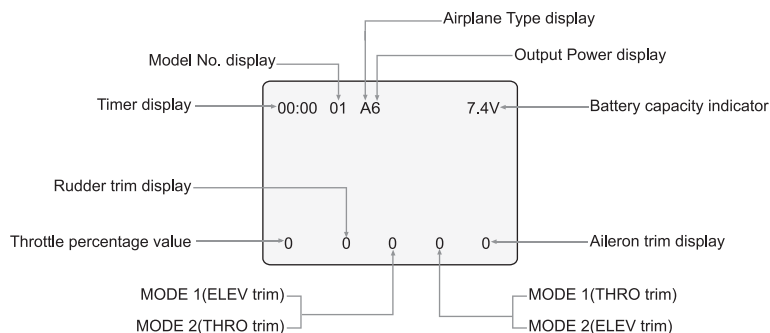 Airplane Type display
Output Power display
Model No. display
Timer display
00:00 01 A6 7.4V
Battery capacity indicator
Rudder trim display
Throttle percentage value
0 0 0 0 0
Aileron trim display
MODE 1(ELEV trim)
MODE 2(THRO trim)
MODE 1(THRO trim)
MODE 2(ELEV trim)